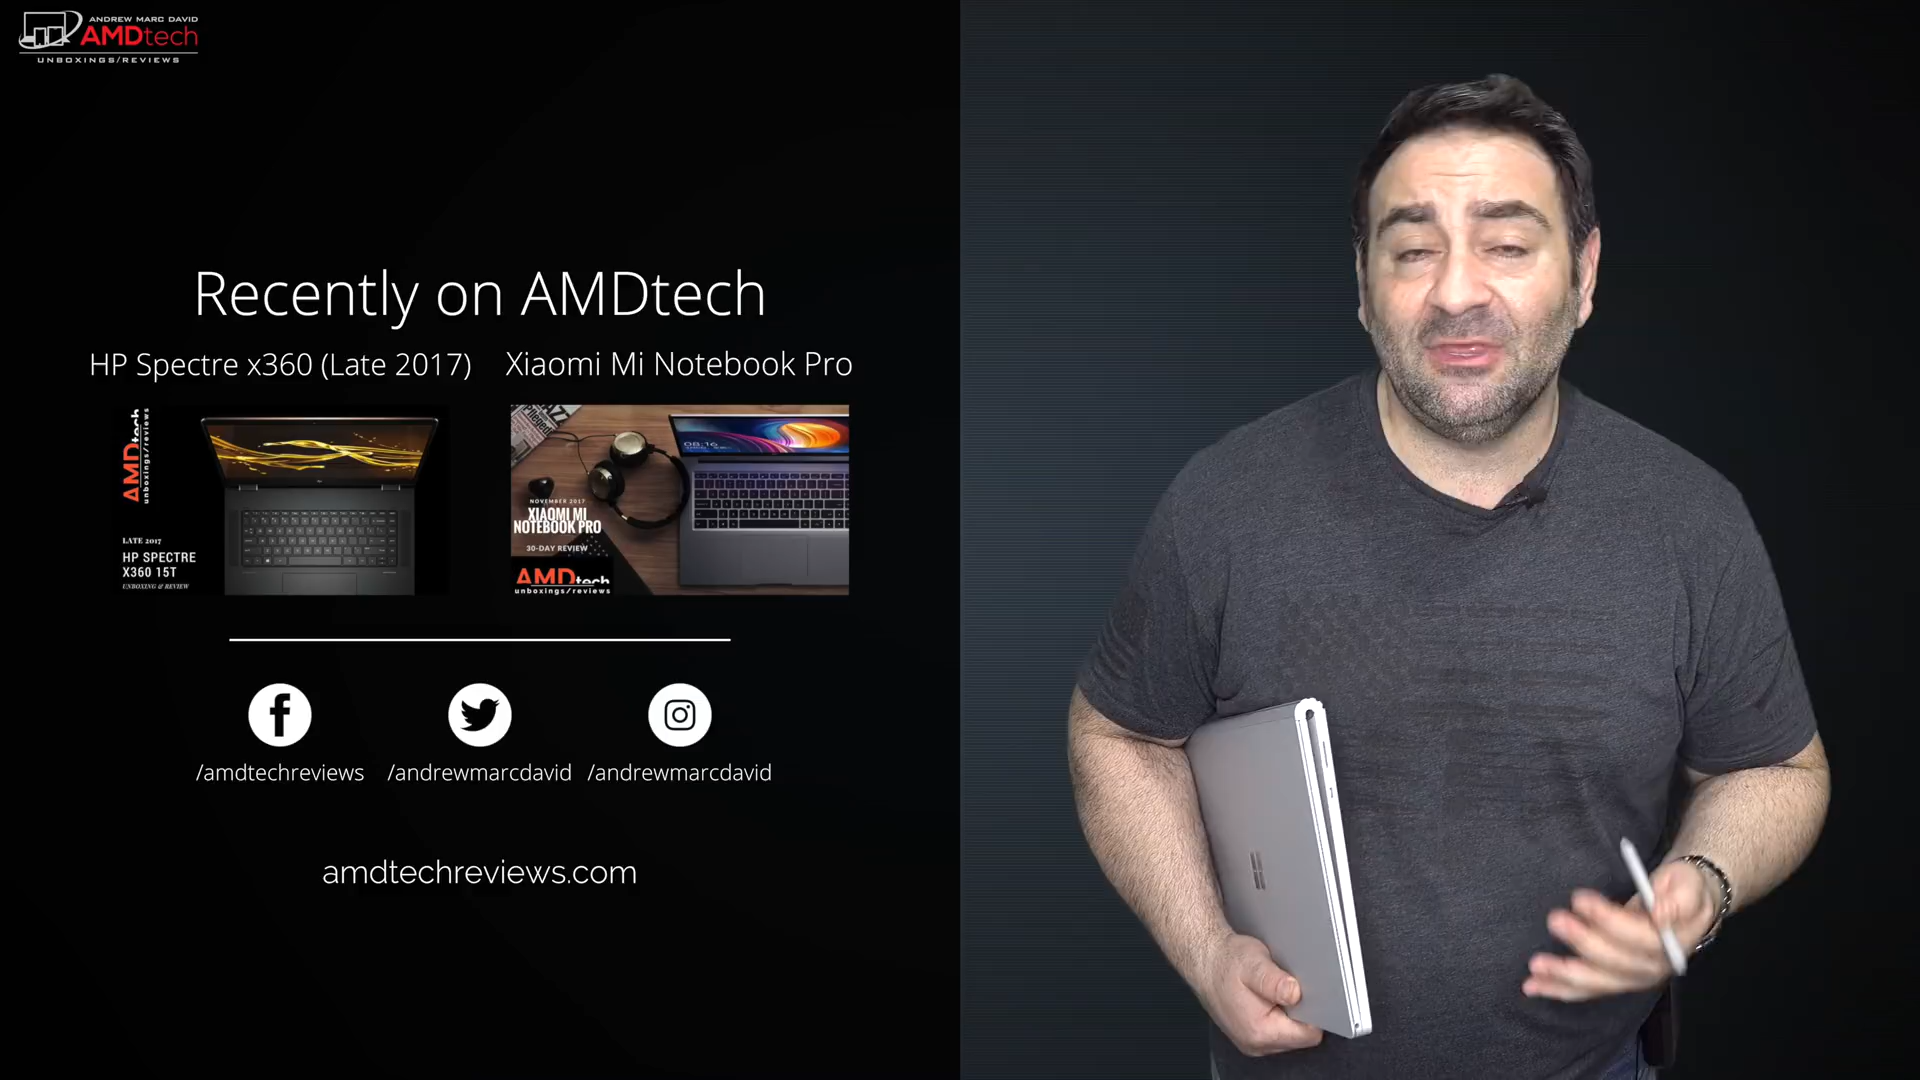 ANDREW MARC DAVID
AMDtech
UNBOXINGS/REVIEWS
Recently on AMDtech
HP Spectre x360 (Late 2017)
Xiaomi Mi Notebook Pro
AMDtech
unboxings/reviews
LATE 2017
HP SPECTRE
X360 15T
UNBOXING & REVIEW
08:16
NOVEMBER 2017
XIAOMI MI
NOTEBOOK PRO
30-DAY REVIEW
AMDtech
unboxings/reviews
/amdtechreviews
/andrewmarcdavid
/andrewmarcdavid
amdtechreviews.com